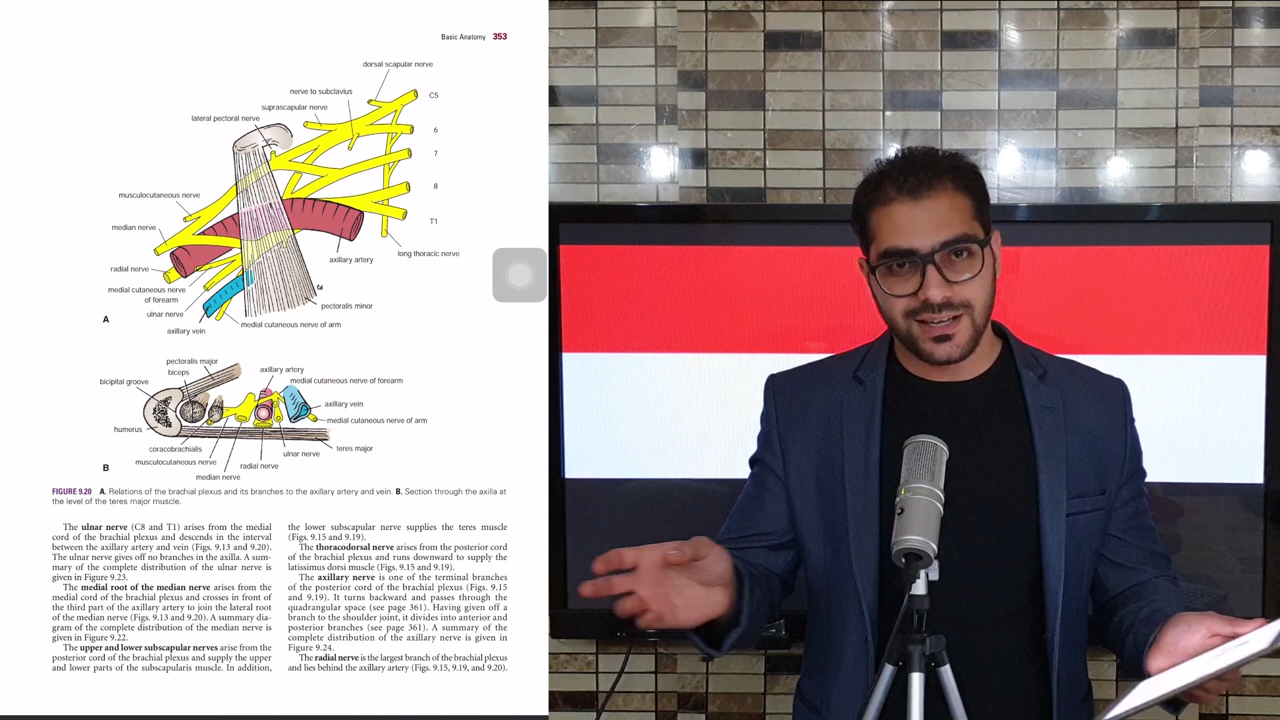 Basic Anatomy 353
dorsal scapular nerve
nerve to subclavius
C5
suprascapular nerve
lateral pectoral nerve
6
7
8
musculocutaneous nerve
T1
median nerve
long thoracic nerve
axillary artery
radial nerve
medial cutaneous nerve
of forearm
pectoralis minor
ulnar nerve
A
medial cutaneous nerve of arm
axillary vein
pectoralis major
biceps
axillary artery
bicipital groove
medial cutaneous nerve of forearm
axillary vein
medial cutaneous nerve of arm
humerus
coracobrachialis
teres major
ulnar nerve
musculocutaneous nerve
radial nerve
B
median nerve
FIGURE 9.20 A. Relations of the brachial plexus and its branches to the axillary artery and vein. B. Section through the axilla at
the level of the teres major muscle.
The ulnar nerve (C8 and T1) arises from the medial
cord of the brachial plexus and descends in the interval
between the axillary artery and vein (Figs. 9.13 and 9.20).
The ulnar nerve gives off no branches in the axilla. A sum-
mary of the complete distribution of the ulnar nerve is
given in Figure 9.23.
The medial root of the median nerve arises from the
medial cord of the brachial plexus and crosses in front of
the third part of the axillary artery to join the lateral root
of the median nerve (Figs. 9.13 and 9.20). A summary dia-
gram of the complete distribution of the median nerve is
given in Figure 9.22.
The upper and lower subscapular nerves arise from the
posterior cord of the brachial plexus and supply the upper
and lower parts of the subscapularis muscle. In addition,
the lower subscapular nerve supplies the teres muscle
(Figs. 9.15 and 9.19).
The thoracodorsal nerve arises from the posterior cord
of the brachial plexus and runs downward to supply the
latissimus dorsi muscle (Figs. 9.15 and 9.19).
The axillary nerve is one of the terminal branches
of the posterior cord of the brachial plexus (Figs. 9.15
and 9.19). It turns backward and passes through the
quadrangular space (see page 361). Having given off a
branch to the shoulder joint, it divides into anterior and
posterior branches (see page 361). A summary of the
complete distribution of the axillary nerve is given in
Figure 9.24.
The radial nerve is the largest branch of the brachial plexus
and lies behind the axillary artery (Figs. 9.15, 9.19, and 9.20).